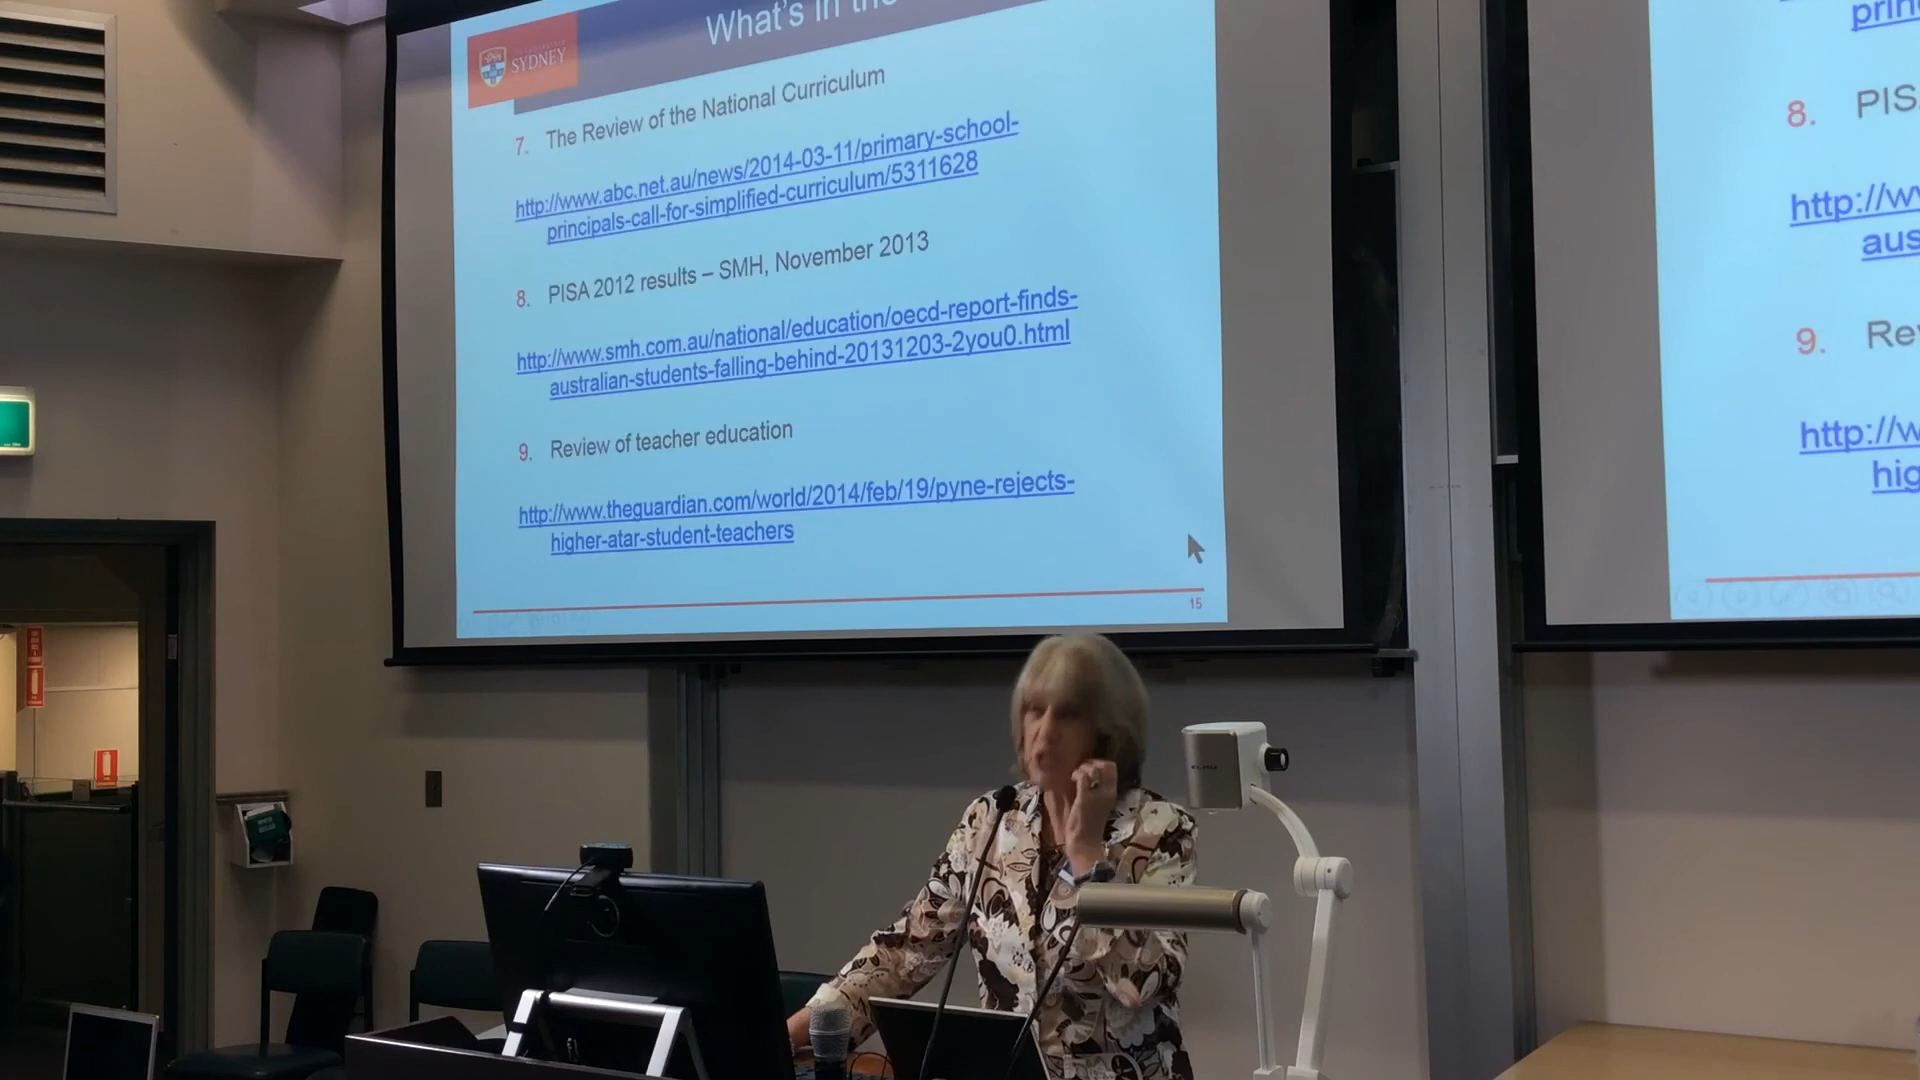 What's in the
SYDNEY
7. The Review of the National Curriculum
http://www.abc.net.au/news/2014-03-11/primary-school-
principals-call-for-simplified-curriculum/5311628
8. PISA 2012 results – SMH, November 2013
http://www.smh.com.au/national/education/oecd-report-finds-
australian-students-falling-behind-20131203-2you0.html
9. Review of teacher education
http://www.theguardian.com/world/2014/feb/19/pyne-rejects-
higher-atar-student-teachers
15
prin
8. PIS
http://w
aus
9. Re
http://w
hig
ELMO